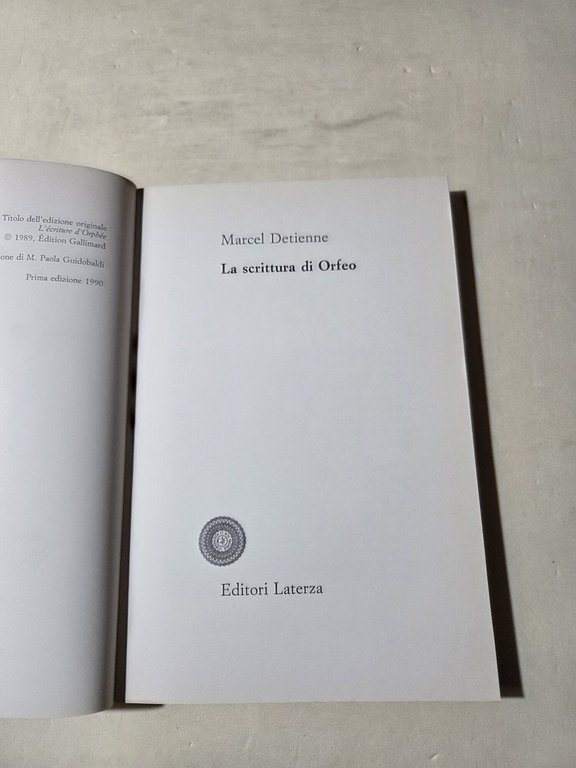 Titolo dell'edizione originale
L'écriture d'Orphée
© 1989, Édition Gallimard
di M. Paola Guidobaldi
Prima edizione 1990
Marcel Detienne
La scrittura di Orfeo
Editori Laterza